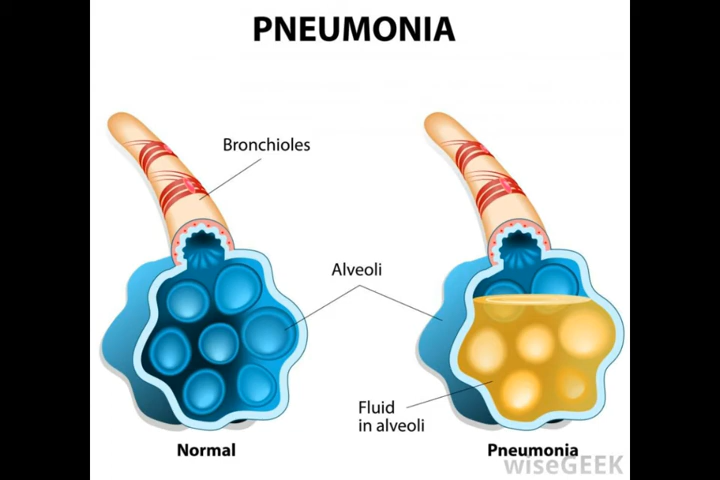 PNEUMONIA
Bronchioles
Alveoli
Fluid
in alveoli
Normal
Pneumonia
wiseGEEK